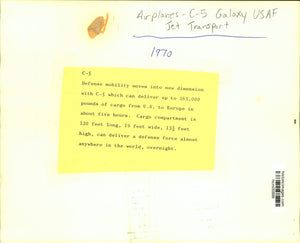 Airplanes - C-5 Galaxy USAF
Jet Transport
1970
C-5
Defense mobility moves into new dimension
with C-5 which can deliver up to 265,000
pounds of cargo from U.S. to Europe in
about five hours. Cargo compartment is
120 feet long, 19 feet wide, 13½ feet
high, can deliver a defense force almost
anywhere in the world, overnight.